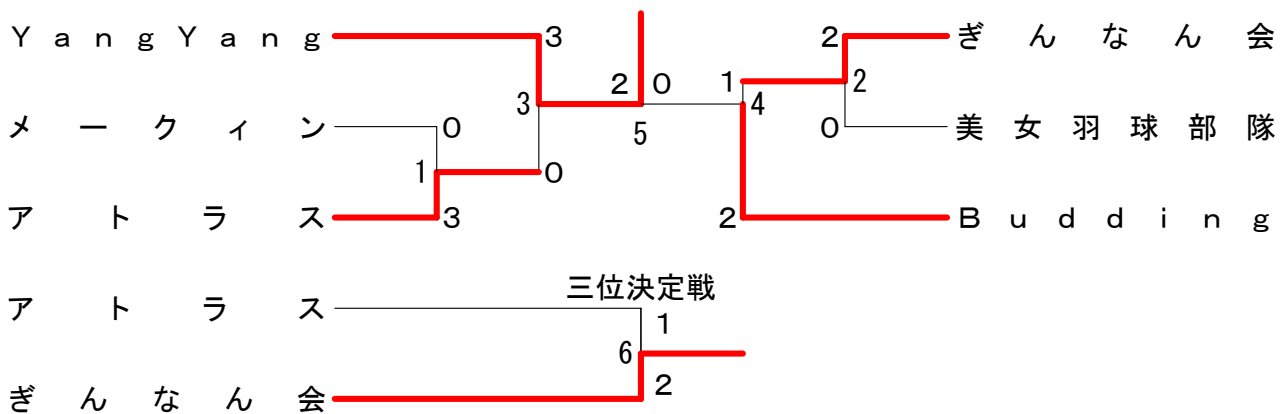 ＹａｎｇＹａｎｇ 3 2 ぎんなん会
2 0 1 2
3 4
メークィン 0 5 0 美女羽球部隊
1 0
アトラス 3 2 Ｂｕｄｄｉｎｇ
三位決定戦
アトラス 1
6
ぎんなん会 2